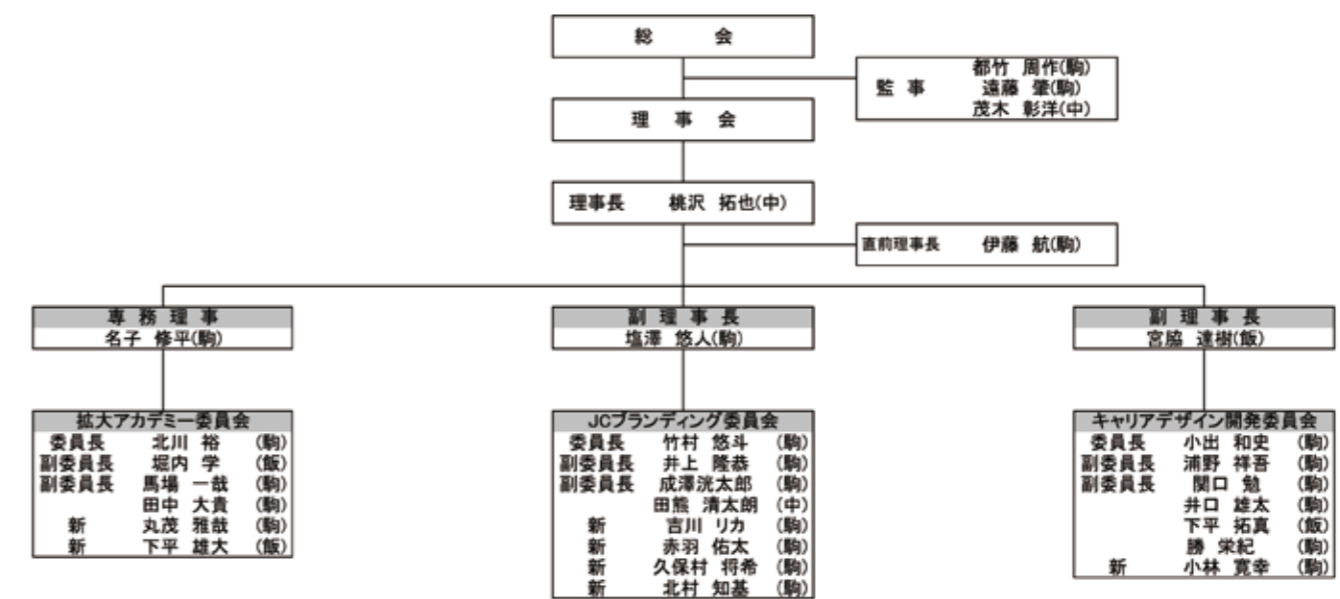 総 会
監 事 都竹 周作(駒)
遠藤 肇(駒)
茂木 彰洋(中)
理 事 会
理事長 桃沢 拓也(中)
直前理事長 伊藤 航(駒)
専 務 理 事
名子 修平(駒)
副 理 事 長
塩澤 悠人(駒)
副 理 事 長
宮脇 達樹(飯)
拡大アカデミー委員会
委員長 北川 裕 (駒)
副委員長 堀内 学 (飯)
副委員長 馬場 一哉 (駒)
田中 大貴 (駒)
新 丸茂 雅哉 (駒)
新 下平 雄大 (飯)
JCブランディング委員会
委員長 竹村 悠斗 (駒)
副委員長 井上 隆恭 (駒)
副委員長 成澤洸太郎 (駒)
田熊 清太朗 (中)
新 吉川 リカ (駒)
新 赤羽 佑太 (駒)
新 久保村 将希 (駒)
新 北村 知基 (駒)
キャリアデザイン開発委員会
委員長 小出 和史 (駒)
副委員長 浦野 祥吾 (駒)
副委員長 関口 勉 (駒)
井口 雄太 (駒)
下平 拓真 (飯)
勝 栄紀 (駒)
新 小林 寛幸 (駒)